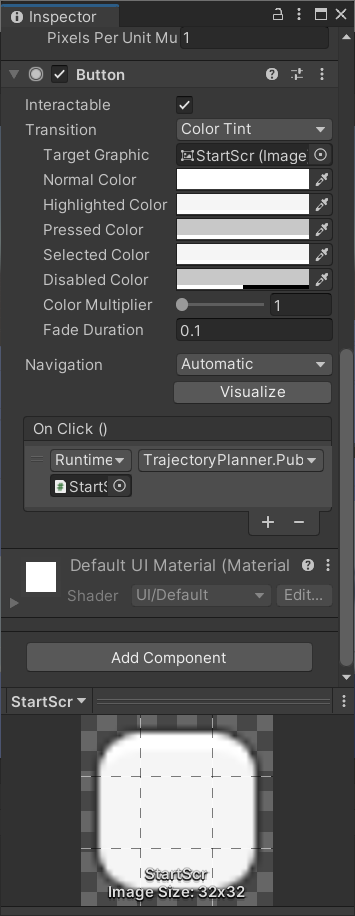 Inspector
Pixels Per Unit Mu 1
Button
Interactable
Transition Color Tint
Target Graphic StartScr (Image
Normal Color
Highlighted Color
Pressed Color
Selected Color
Disabled Color
Color Multiplier 1
Fade Duration 0.1
Navigation Automatic
Visualize
On Click ()
Runtime TrajectoryPlanner.Pub
StartS
Default UI Material (Material
Shader UI/Default Edit...
Add Component
StartScr
StartScr
Image Size: 32x32